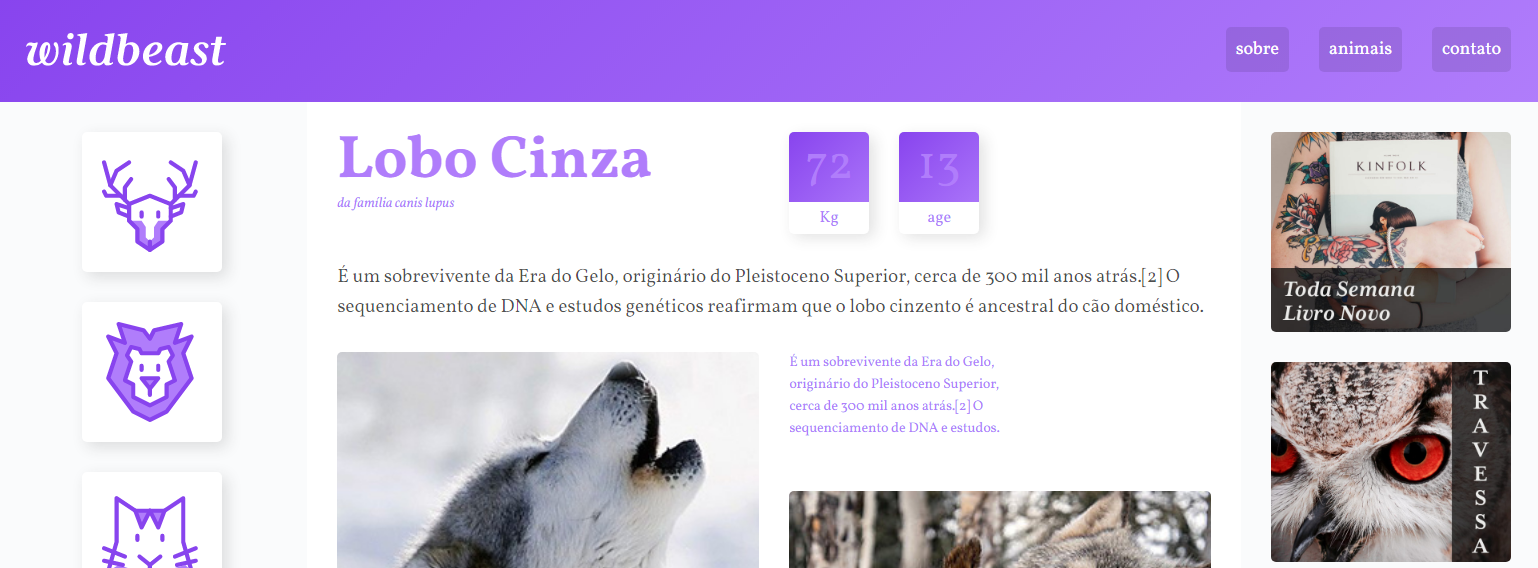 wildbeast
sobre
animais
contato
Lobo Cinza
da família canis lupus
72
Kg
13
age
É um sobrevivente da Era do Gelo, originário do Pleistoceno Superior, cerca de 300 mil anos atrás.[2] O
sequenciamento de DNA e estudos genéticos reafirmam que o lobo cinzento é ancestral do cão doméstico.
É um sobrevivente da Era do Gelo,
originário do Pleistoceno Superior,
cerca de 300 mil anos atrás.[2] O
sequenciamento de DNA e estudos.
KINFOLK
Toda Semana
Livro Novo
TRAVESSA